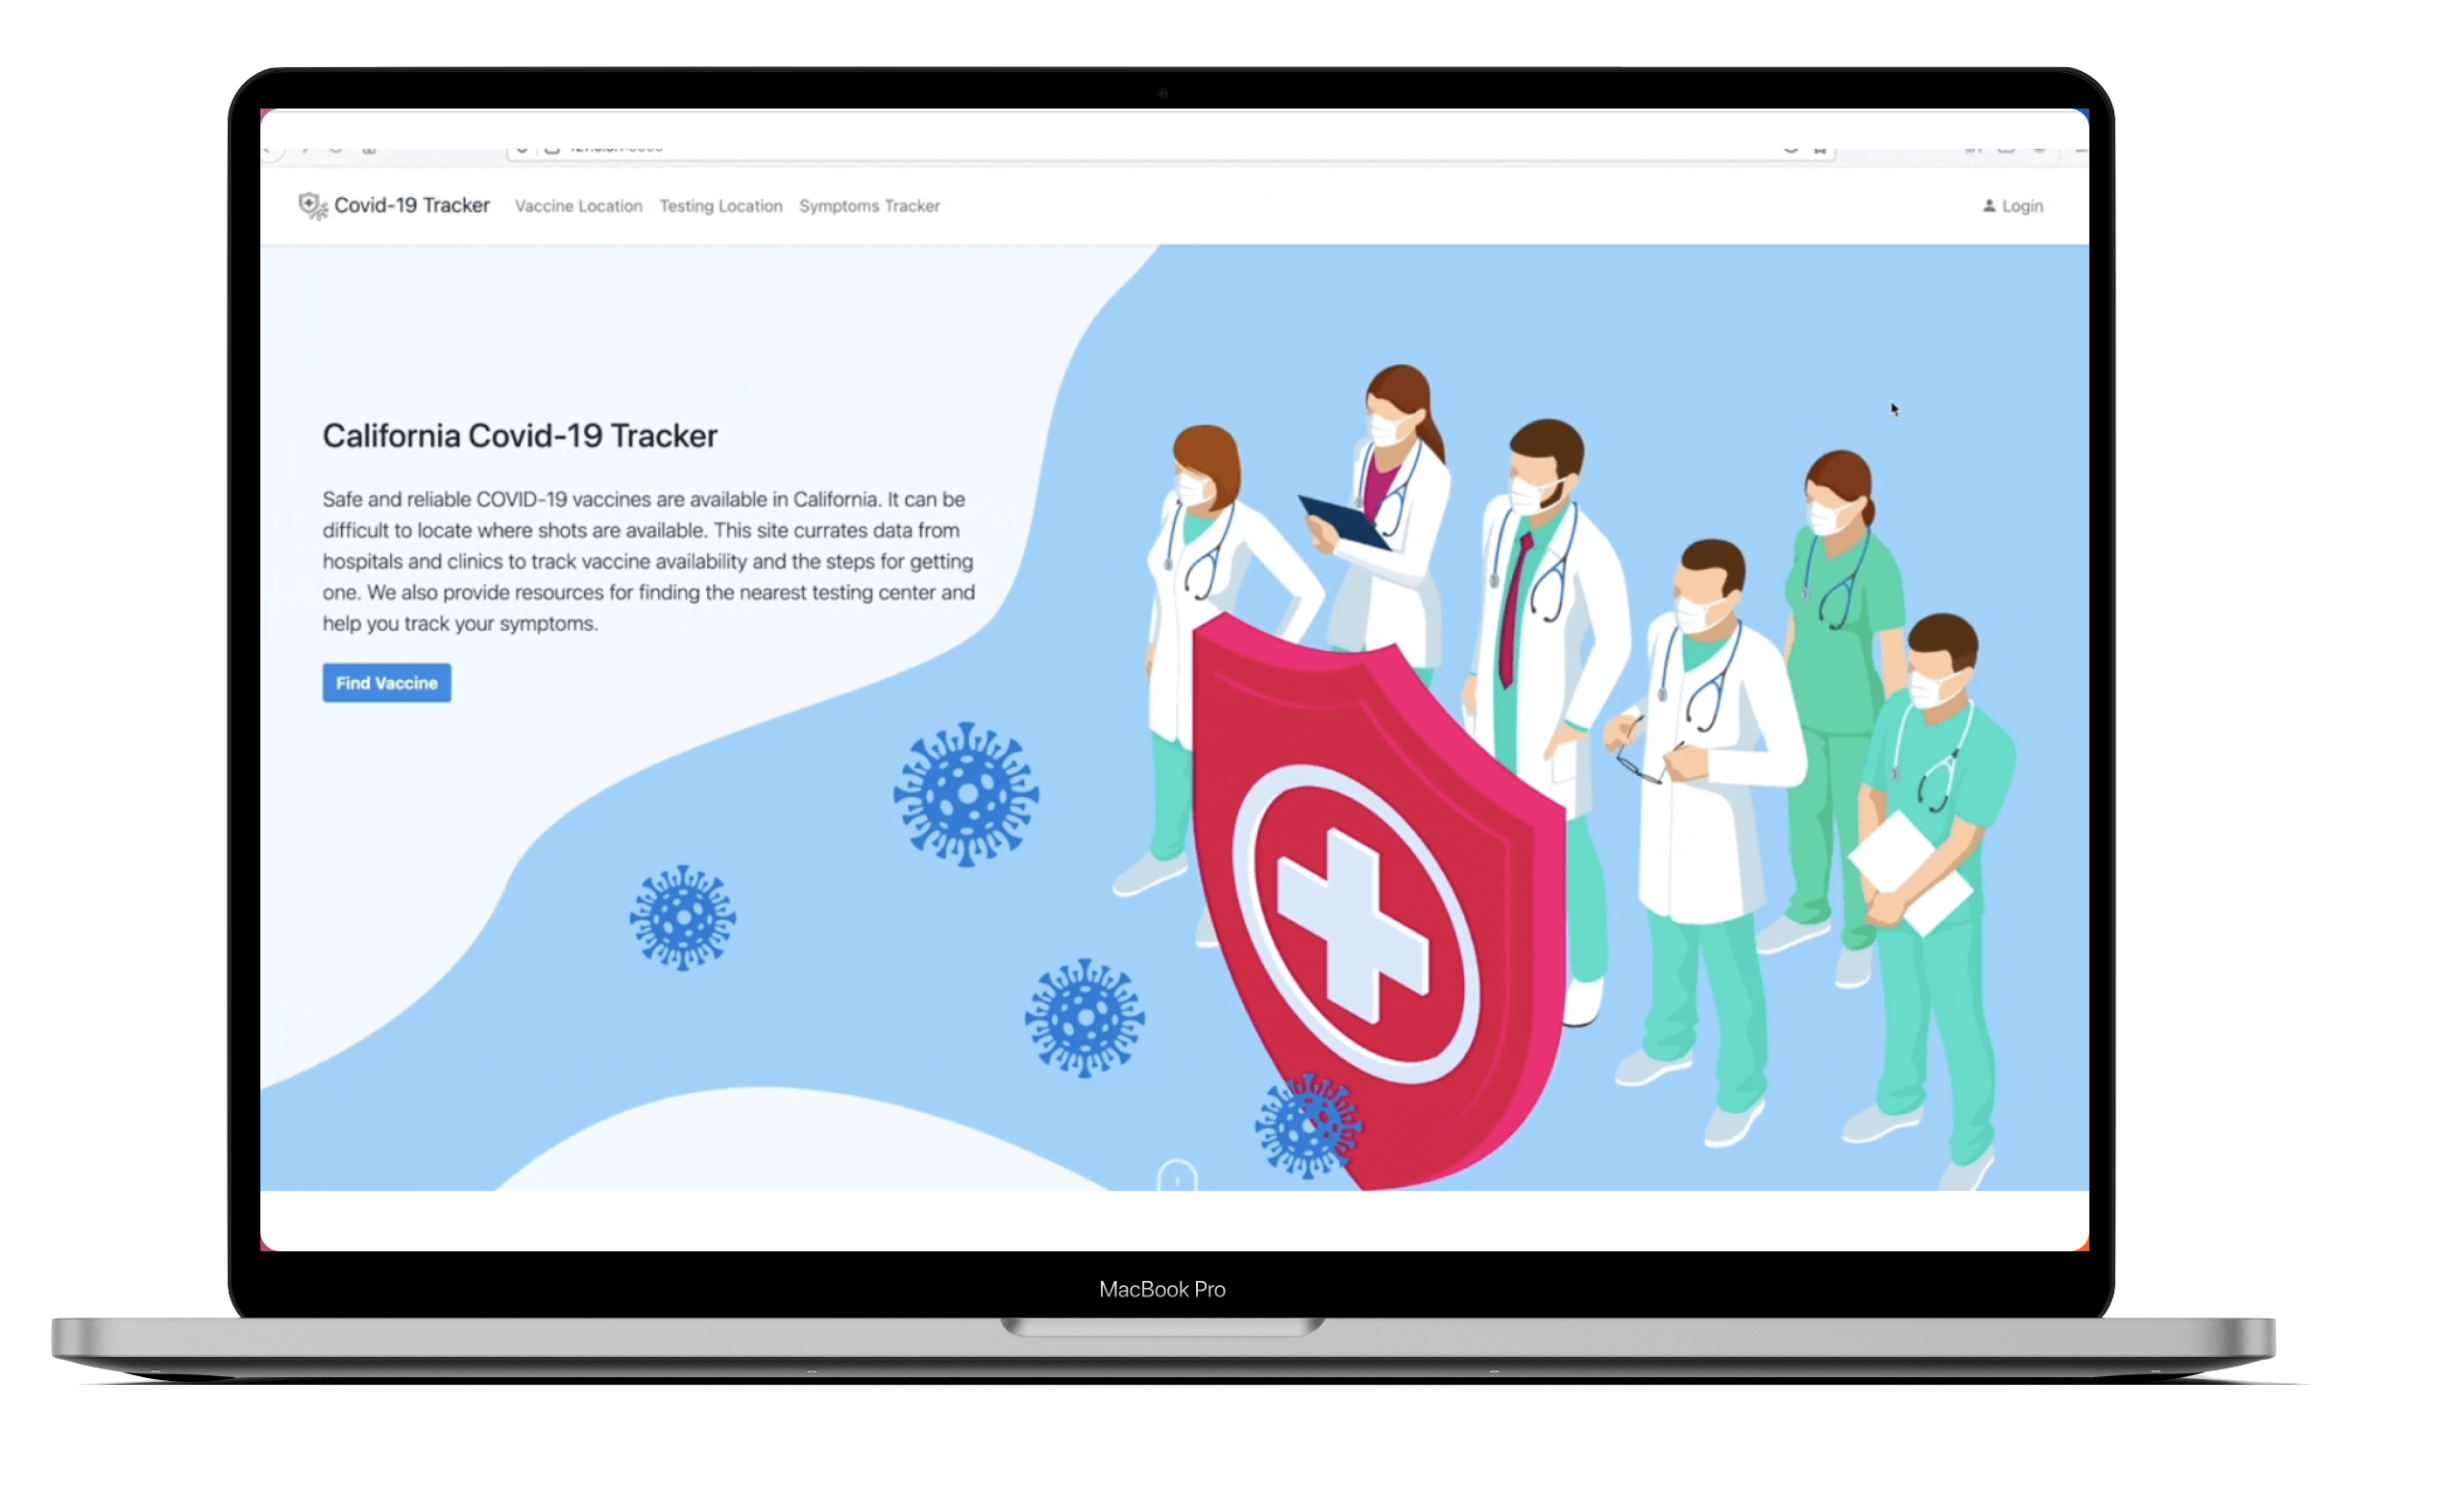 Covid-19 Tracker Vaccine Location Testing Location Symptoms Tracker Login
California Covid-19 Tracker
Safe and reliable COVID-19 vaccines are available in California. It can be
difficult to locate where shots are available. This site currates data from
hospitals and clinics to track vaccine availability and the steps for getting
one. We also provide resources for finding the nearest testing center and
help you track your symptoms.
Find Vaccine
MacBook Pro